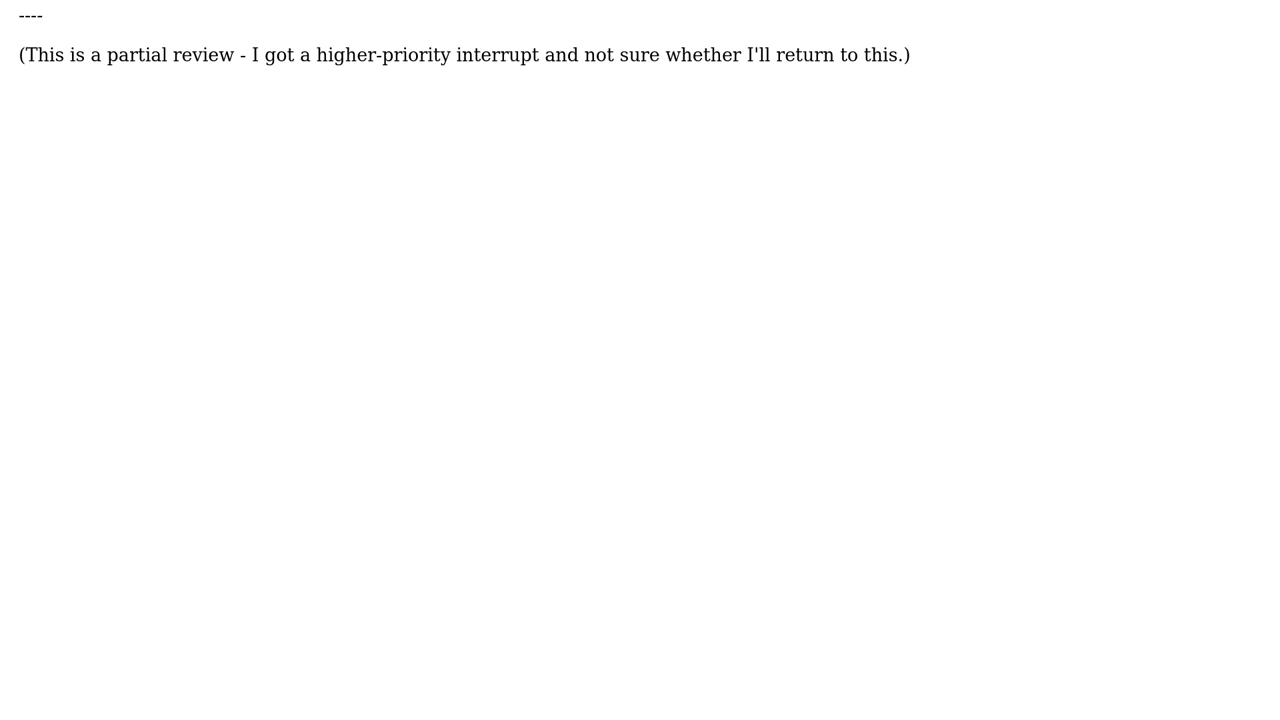 ----
(This is a partial review - I got a higher-priority interrupt and not sure whether I'll return to this.)